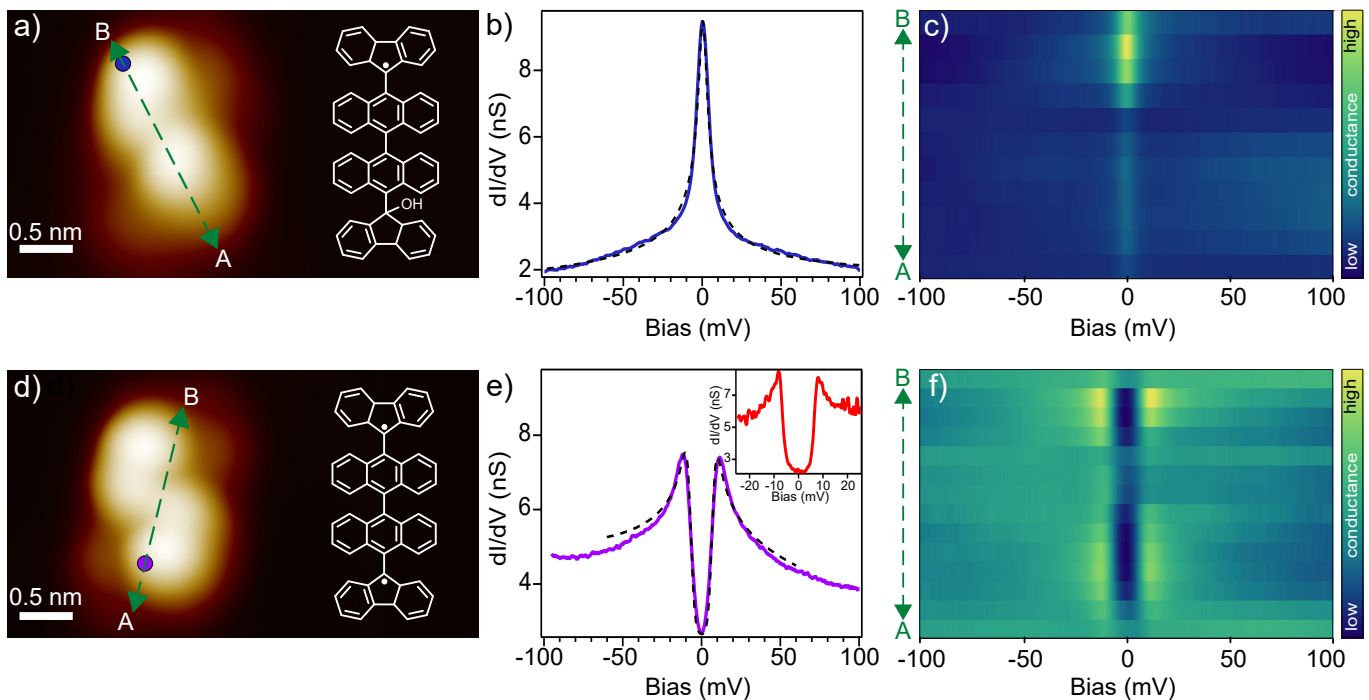 a)
B
A
0.5 nm
OH
b)
dI/dV (nS)
8
6
4
2
-100
-50
0
50
100
Bias (mV)
c)
B
A
-100
-50
0
50
100
Bias (mV)
high
conductance
low
d) d)
B
A
0.5 nm
e)
dI/dV (nS)
8
6
4
-100
-50
0
50
100
Bias (mV)
dI/dV (nS)
7
5
3
-20
-10
0
10
20
Bias (mV)
f)
B
A
-100
-50
0
50
100
Bias (mV)
high
conductance
low